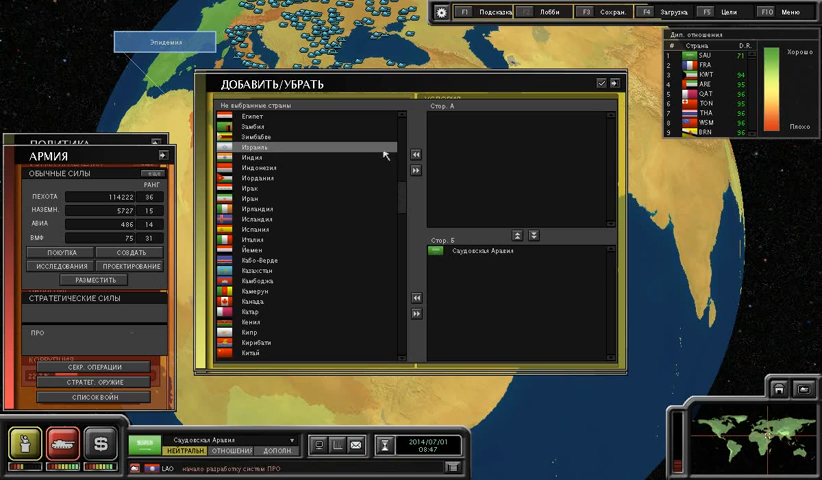 F1 Подсказка F2 Лобби F3 Сохран. F4 Загрузка F5 Цели F10 Меню
Эпидемия
Дип. отношения
# Страна D.R.
1 SAU 71
2 FRA
3 KWT 94
4 ARE 95
5 QAT 96
6 TON 95
7 THA 96
8 WSM 96
9 BRN 96
Хорошо
Плохо
ДОБАВИТЬ/УБРАТЬ
Не выбранные страны
Египет
Замбия
Зимбабве
Израиль
Индия
Индонезия
Иордания
Ирак
Иран
Ирландия
Исландия
Испания
Италия
Йемен
Кабо-Верде
Казахстан
Камбоджа
Камерун
Канада
Катар
Кения
Кипр
Кирибати
Китай
Стор. А
Стор. Б
Саудовская Аравия
ПОЛИТИКА
АРМИЯ
ОБЫЧНЫЕ СИЛЫ
РАНГ
ПЕХОТА 114222 36
НАЗЕМН. 5727 15
АВИА 486 14
ВМФ 75 31
ПОКУПКА СОЗДАТЬ
ИССЛЕДОВАНИЯ ПРОЕКТИРОВАНИЕ
РАЗМЕСТИТЬ
СТРАТЕГИЧЕСКИЕ СИЛЫ
ПРО -
КОРРУПЦИЯ
СЕКР. ОПЕРАЦИИ
СТРАТЕГ. ОРУЖИЕ
СПИСОК ВОЙН
Саудовская Аравия
НЕЙТРАЛЬН. ОТНОШЕНИ ДОПОЛН.
2014/07/01
08:47
LAO начало разработку систем ПРО